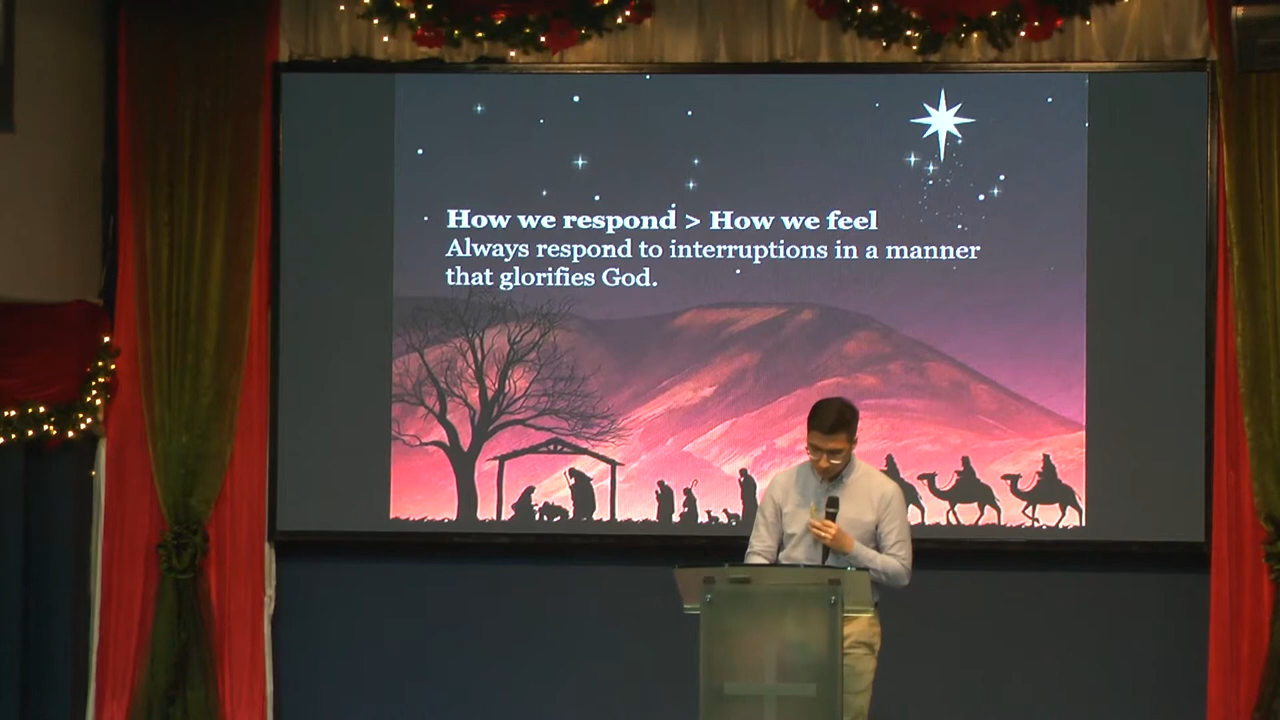 How we respond > How we feel
Always respond to interruptions in a manner
that glorifies God.